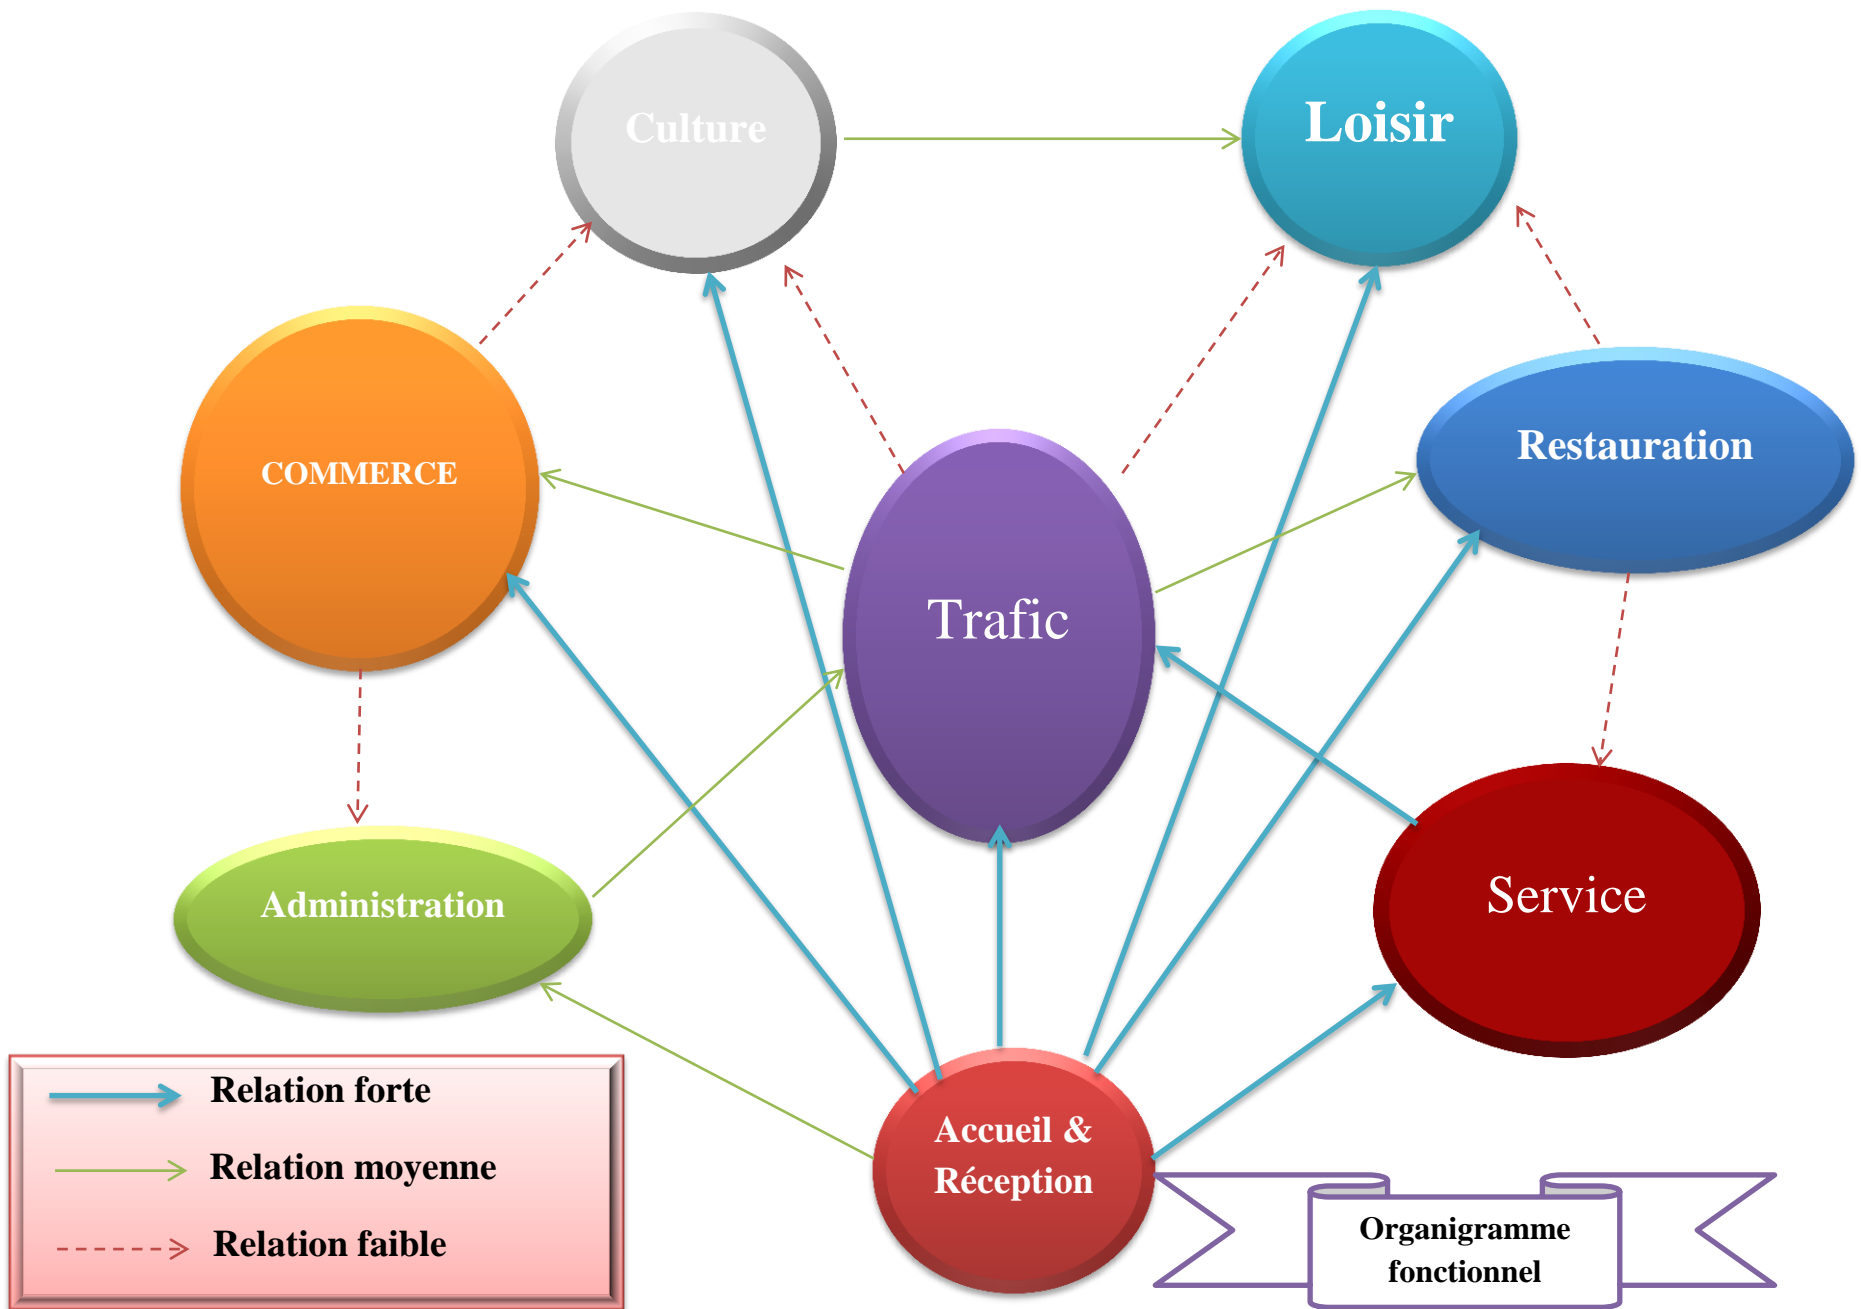 Culture
Loisir
COMMERCE
Restauration
Trafic
Administration
Service
Accueil &
Réception
Relation forte
Relation moyenne
Relation faible
Organigramme
fonctionnel